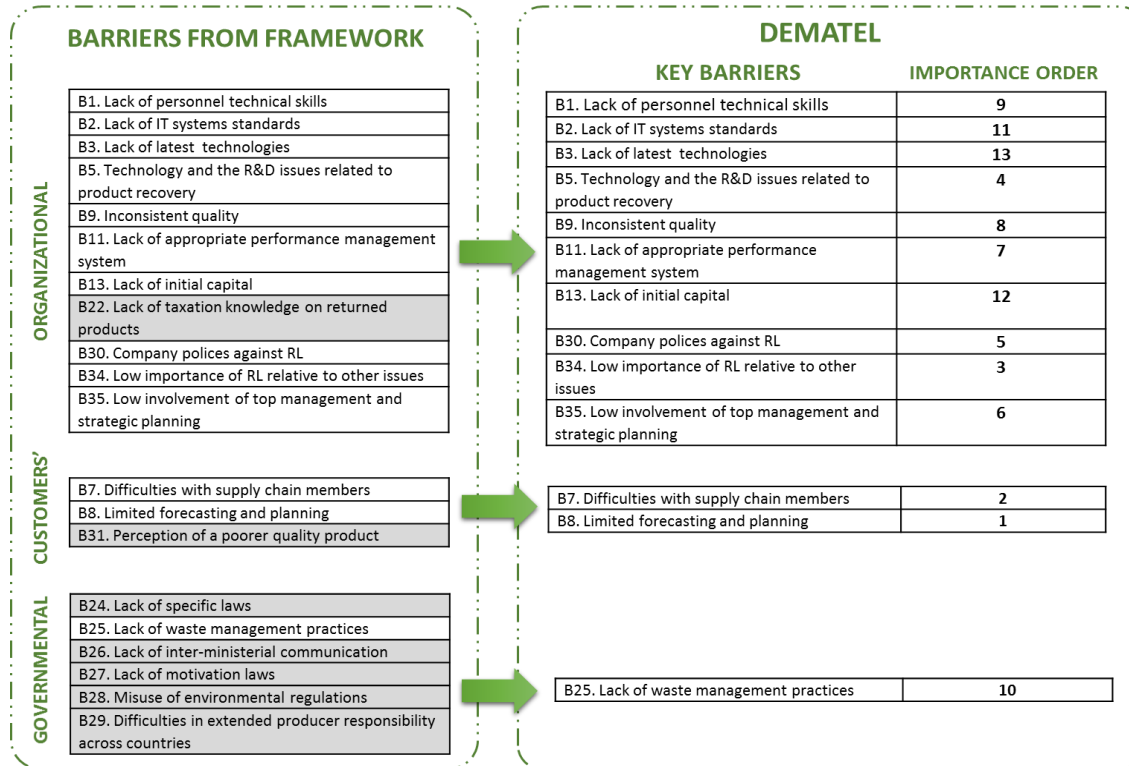 BARRIERS FROM FRAMEWORK
ORGANIZATIONAL
B1. Lack of personnel technical skills
B2. Lack of IT systems standards
B3. Lack of latest technologies
B5. Technology and the R&D issues related to
product recovery
B9. Inconsistent quality
B11. Lack of appropriate performance management
system
B13. Lack of initial capital
B22. Lack of taxation knowledge on returned
products
B30. Company polices against RL
B34. Low importance of RL relative to other issues
B35. Low involvement of top management and
strategic planning
CUSTOMERS'
B7. Difficulties with supply chain members
B8. Limited forecasting and planning
B31. Perception of a poorer quality product
GOVERNMENTAL
B24. Lack of specific laws
B25. Lack of waste management practices
B26. Lack of inter-ministerial communication
B27. Lack of motivation laws
B28. Misuse of environmental regulations
B29. Difficulties in extended producer responsibility
across countries
DEMATEL
KEY BARRIERS IMPORTANCE ORDER
B1. Lack of personnel technical skills 9
B2. Lack of IT systems standards 11
B3. Lack of latest technologies 13
B5. Technology and the R&D issues related to
product recovery 4
B9. Inconsistent quality 8
B11. Lack of appropriate performance
management system 7
B13. Lack of initial capital 12
B30. Company polices against RL 5
B34. Low importance of RL relative to other
issues 3
B35. Low involvement of top management and
strategic planning 6
B7. Difficulties with supply chain members 2
B8. Limited forecasting and planning 1
B25. Lack of waste management practices 10